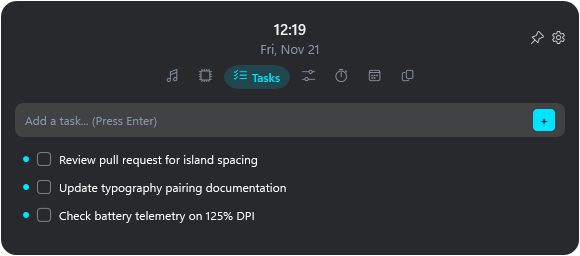 12:19
Fri, Nov 21
Tasks
Add a task... (Press Enter)
+
Review pull request for island spacing
Update typography pairing documentation
Check battery telemetry on 125% DPI